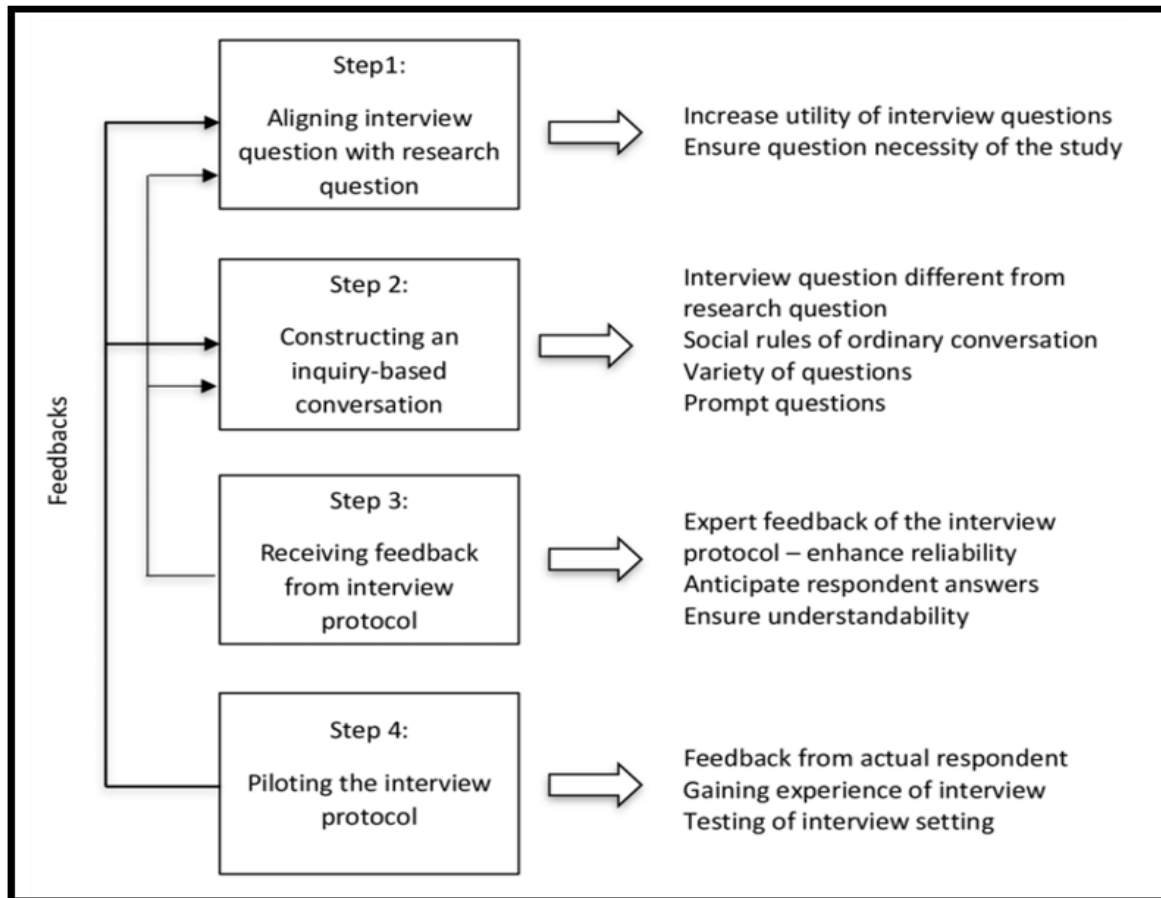 Step1:
Aligning interview
question with research
question
Increase utility of interview questions
Ensure question necessity of the study
Step 2:
Constructing an
inquiry-based
conversation
Interview question different from
research question
Social rules of ordinary conversation
Variety of questions
Prompt questions
Feedbacks
Step 3:
Receiving feedback
from interview
protocol
Expert feedback of the interview
protocol – enhance reliability
Anticipate respondent answers
Ensure understandability
Step 4:
Piloting the interview
protocol
Feedback from actual respondent
Gaining experience of interview
Testing of interview setting